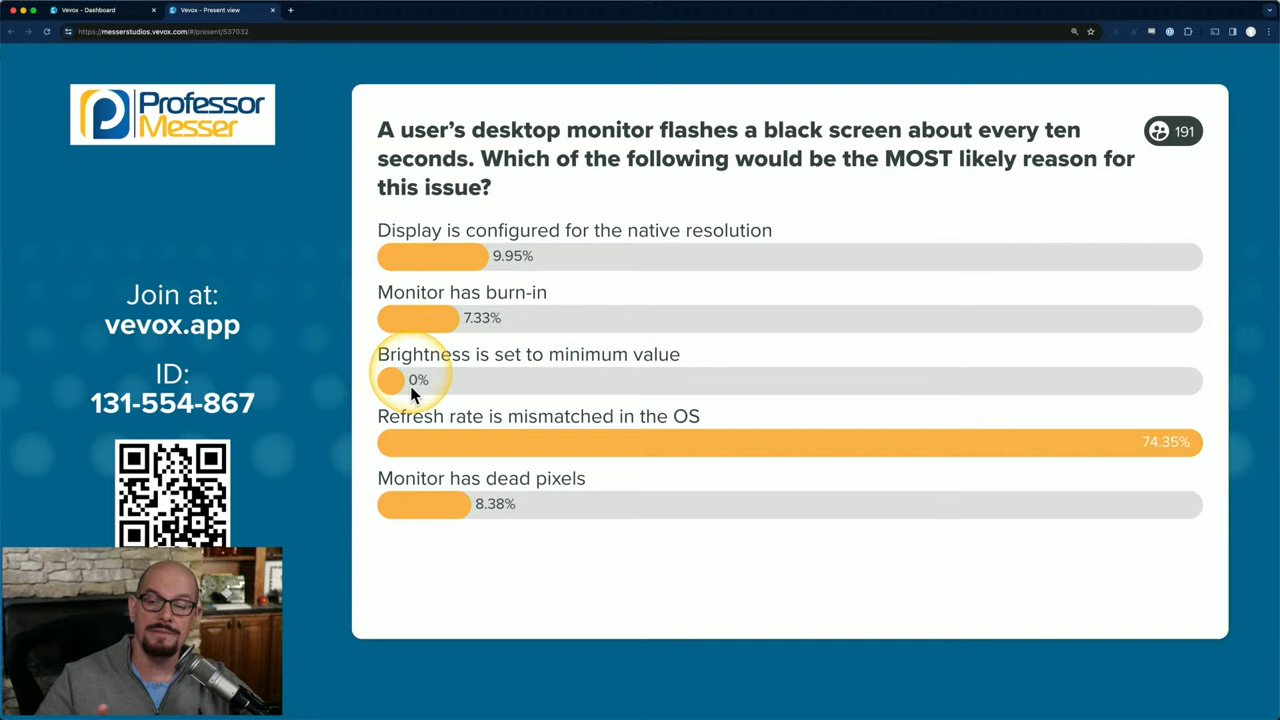 Vevox - Dashboard
Vevox - Present view
https://messerstudios.vevox.com/#/present/537032
Professor
Messer
A user's desktop monitor flashes a black screen about every ten
seconds. Which of the following would be the MOST likely reason for
this issue?
191
Display is configured for the native resolution
9.95%
Monitor has burn-in
7.33%
Brightness is set to minimum value
0%
Refresh rate is mismatched in the OS
74.35%
Monitor has dead pixels
8.38%
Join at:
vevox.app
ID:
131-554-867